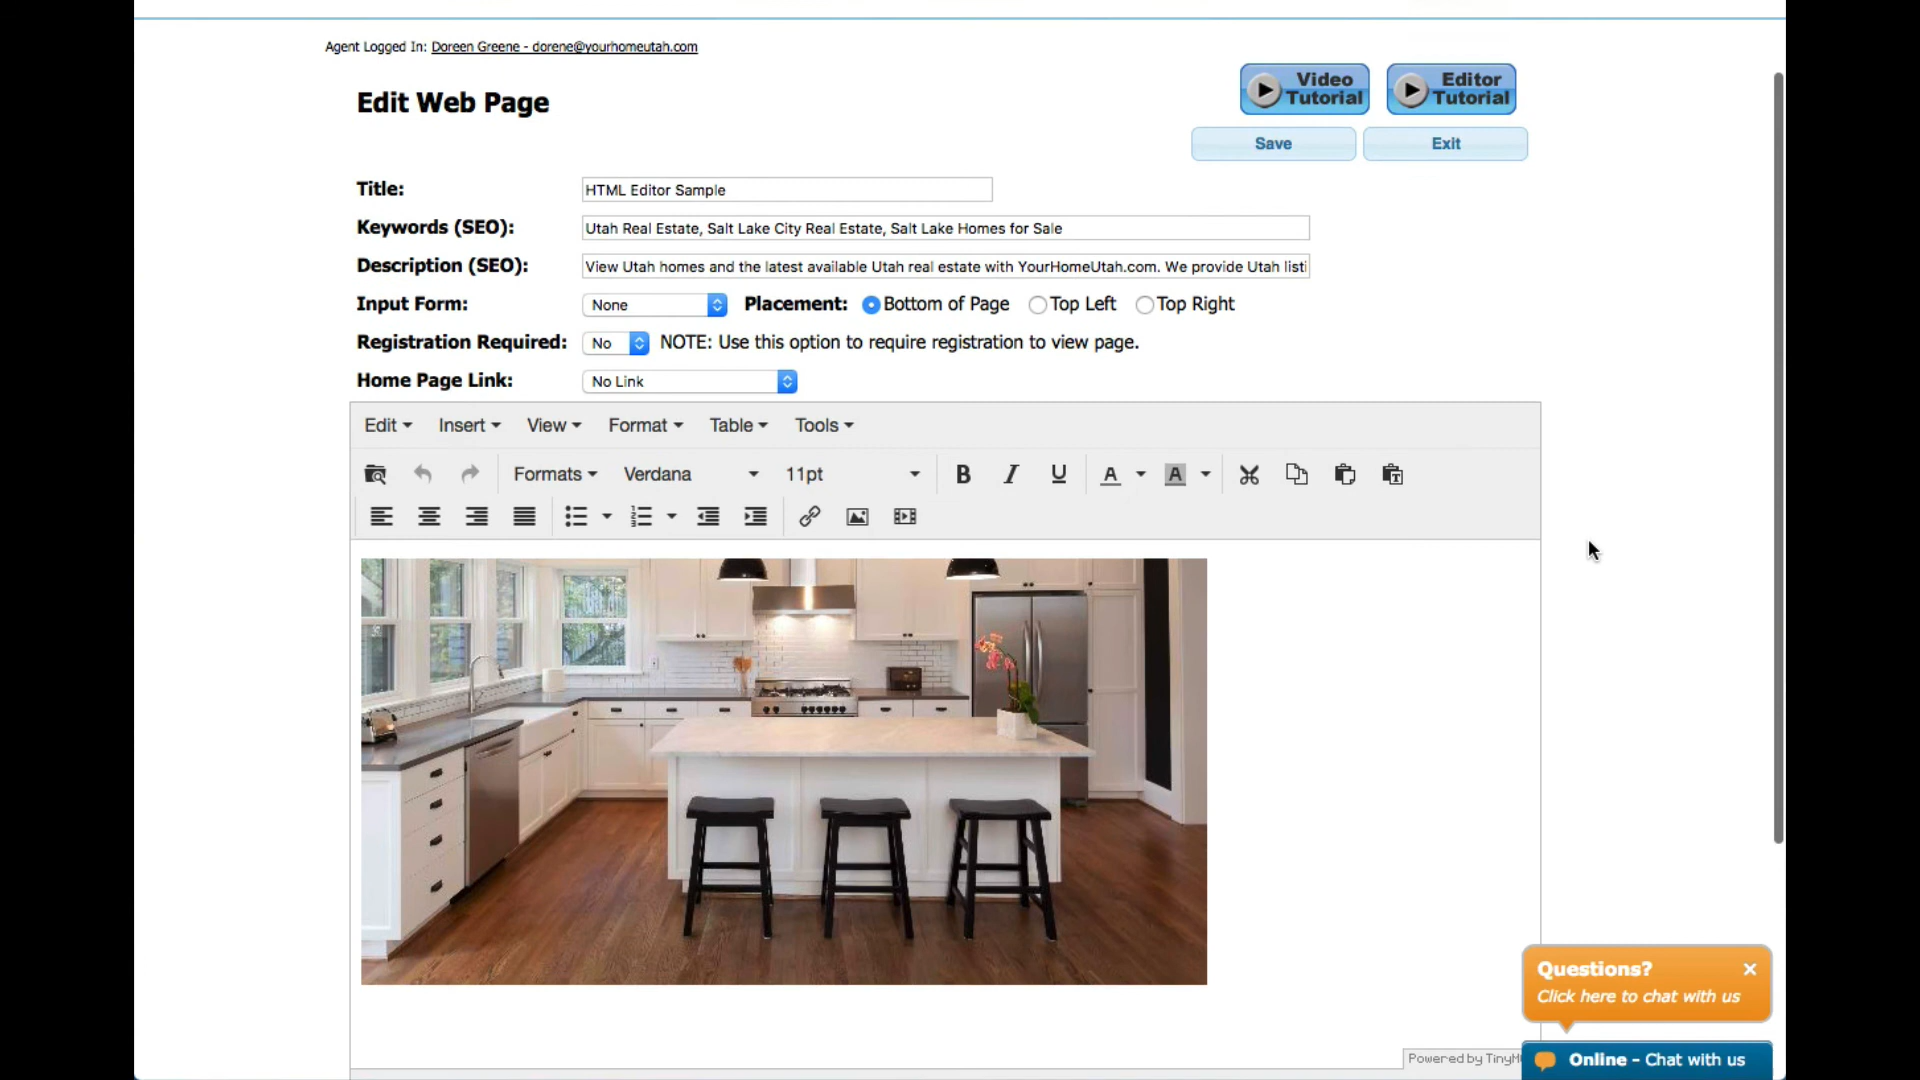 Agent Logged In: Doreen Greene - dorene@yourhomeutah.com
Video Tutorial
Editor Tutorial
Edit Web Page
Save Exit
Title: HTML Editor Sample
Keywords (SEO): Utah Real Estate, Salt Lake City Real Estate, Salt Lake Homes for Sale
Description (SEO): View Utah homes and the latest available Utah real estate with YourHomeUtah.com. We provide Utah listi
Input Form: None Placement: Bottom of Page Top Left Top Right
Registration Required: No NOTE: Use this option to require registration to view page.
Home Page Link: No Link
Edit Insert View Format Table Tools
Formats Verdana 11pt B I U A A
Questions?
Click here to chat with us
Powered by TinyM
Online - Chat with us